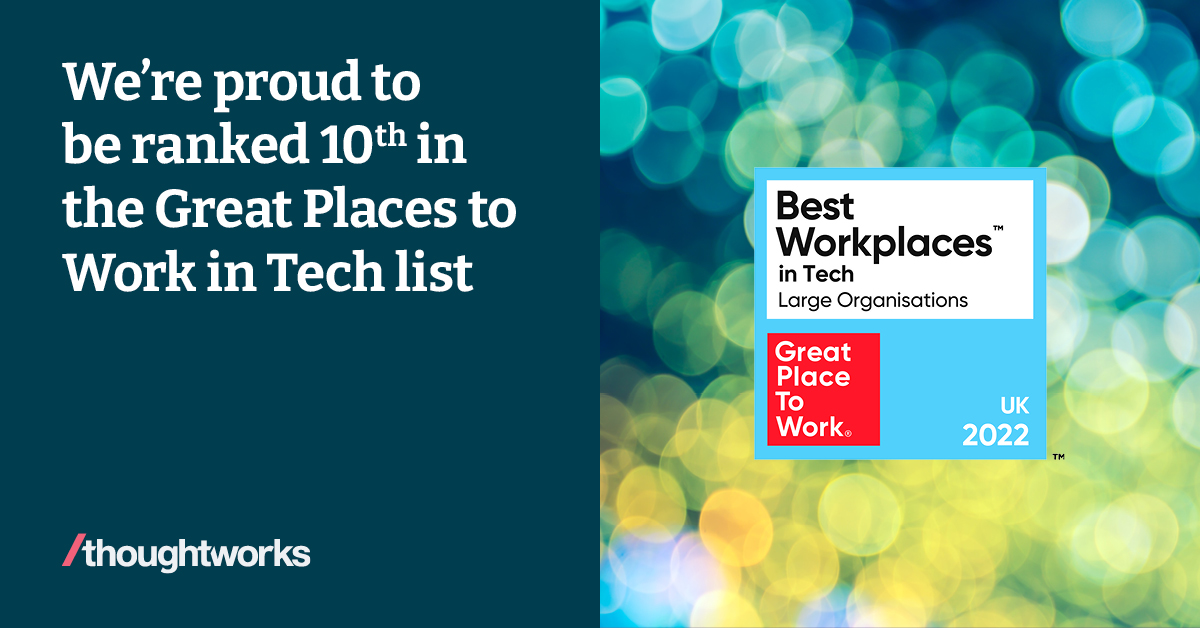 We’re proud to
be ranked 10th in
the Great Places to
Work in Tech list
/thoughtworks
Best
Workplaces™
in Tech
Large Organisations
Great
Place
To
Work®
UK
2022
™